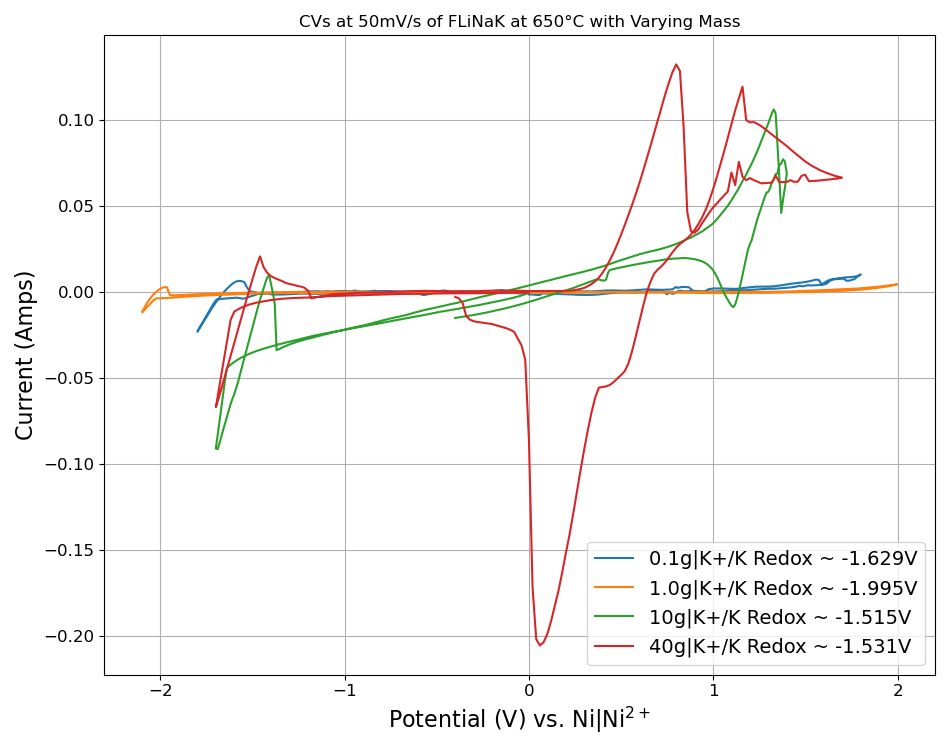 CVs at 50mV/s of FLiNaK at 650°C with Varying Mass
Current (Amps)
0.10
0.05
0.00
−0.05
−0.10
−0.15
−0.20
0.1g|K+/K Redox ~ -1.629V
1.0g|K+/K Redox ~ -1.995V
10g|K+/K Redox ~ -1.515V
40g|K+/K Redox ~ -1.531V
−2 −1 0 1 2
Potential (V) vs. Ni|Ni²⁺